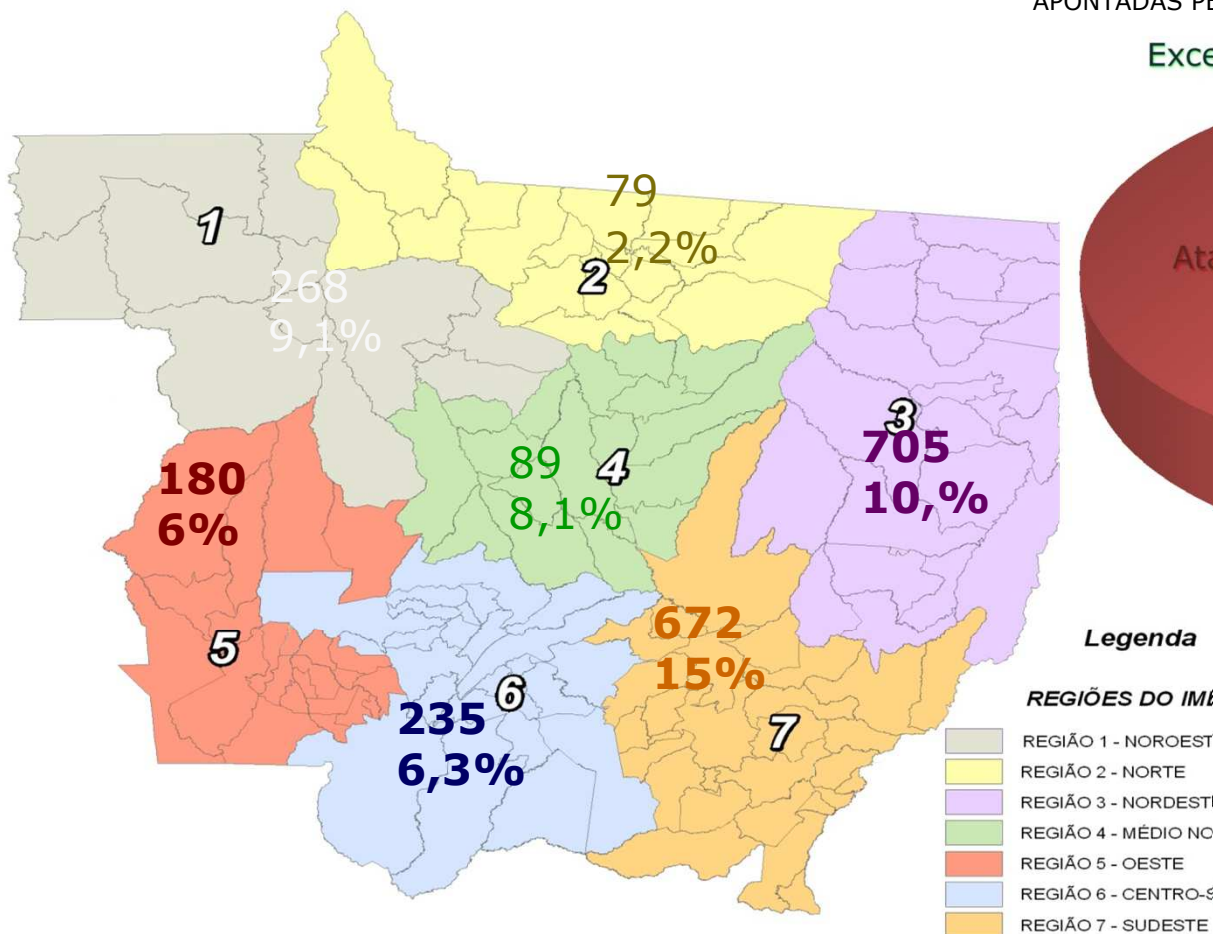 APONTADAS PE
Exce
Ata
1
268
9,1%
79
2,2%
2
3
705
10,%
89
8,1%
4
180
6%
5
672
15%
6
235
6,3%
7
Legenda
REGIÕES DO IM
REGIÃO 1 - NOROEST
REGIÃO 2 - NORTE
REGIÃO 3 - NORDEST
REGIÃO 4 - MÉDIO NO
REGIÃO 5 - OESTE
REGIÃO 6 - CENTRO-S
REGIÃO 7 - SUDESTE